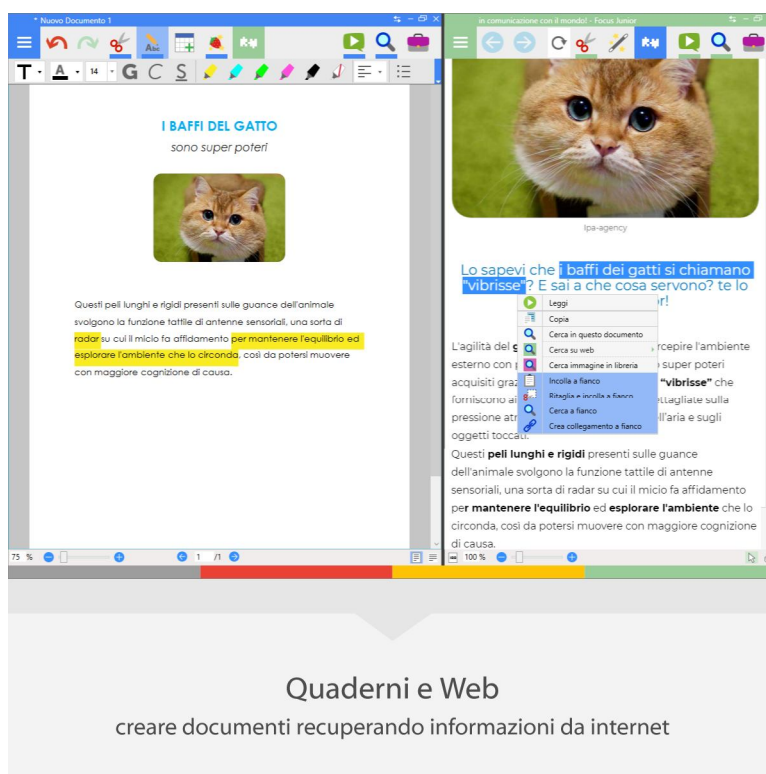 * Nuovo Documento 1
Abc
T A 14 G C S
I BAFFI DEL GATTO
sono super poteri
Questi peli lunghi e rigidi presenti sulle guance dell'animale
svolgono la funzione tattile di antenne sensoriali, una sorta di
radar su cui il micio fa affidamento per mantenere l'equilibrio ed
esplorare l'ambiente che lo circonda, così da potersi muovere
con maggiore cognizione di causa.
75 %
1 /1
in comunicazione con il mondo! - Focus Junior
Ipa-agency
Lo sapevi che i baffi dei gatti si chiamano
"vibrisse"? E sai a che cosa servono? te lo
r!
Leggi
Copia
Cerca in questo documento
Cerca su web
Cerca immagine in libreria
Incolla a fianco
Ritaglia e incolla a fianco
Cerca a fianco
Crea collegamento a fianco
L'agilità del g rcepire l'ambiente
esterno con p super poteri
acquisiti graz "vibrisse" che
forniscono ai ettagliate sulla
pressione atm ll'aria e sugli
oggetti toccati.
Questi peli lunghi e rigidi presenti sulle guance
dell'animale svolgono la funzione tattile di antenne
sensoriali, una sorta di radar su cui il micio fa affidamento
per mantenere l'equilibrio ed esplorare l'ambiente che lo
circonda, così da potersi muovere con maggiore cognizione
di causa.
100 %
Quaderni e Web
creare documenti recuperando informazioni da internet